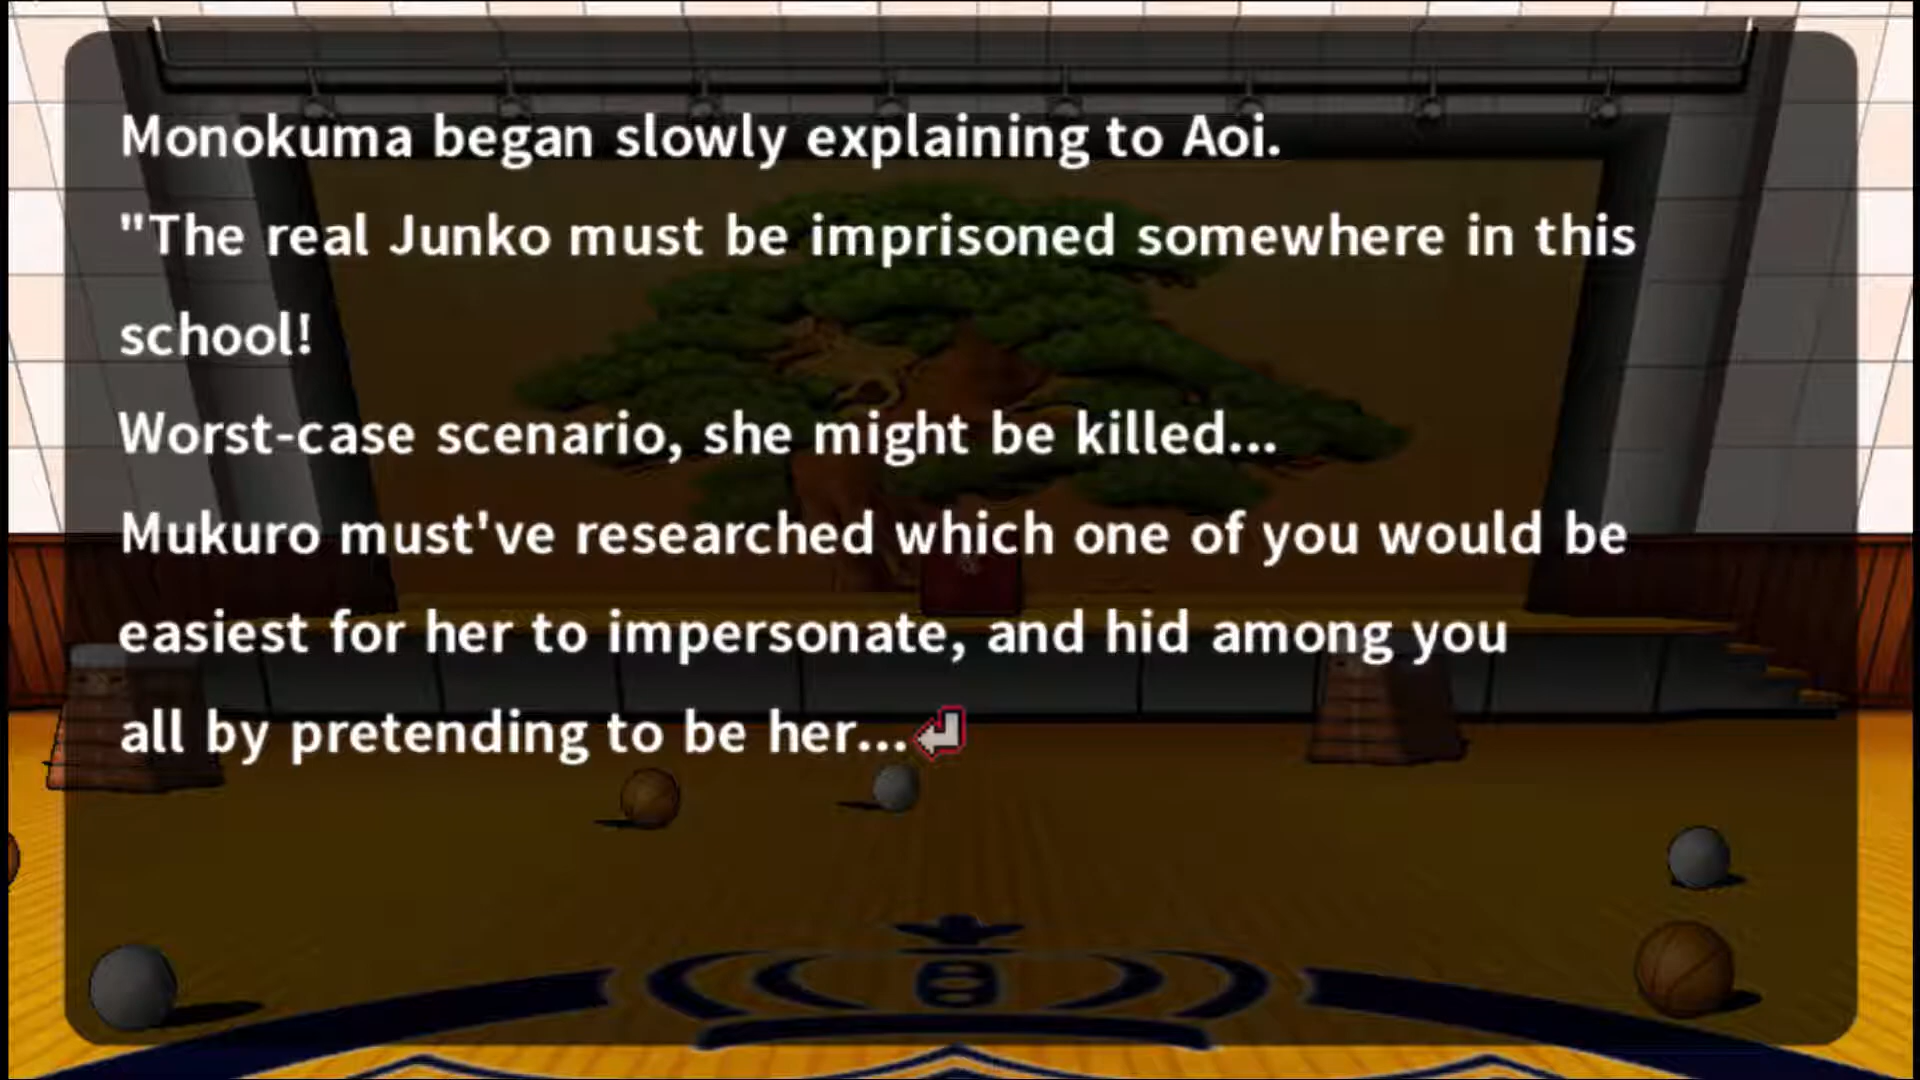 Monokuma began slowly explaining to Aoi.
"The real Junko must be imprisoned somewhere in this
school!
Worst-case scenario, she might be killed...
Mukuro must've researched which one of you would be
easiest for her to impersonate, and hid among you
all by pretending to be her...